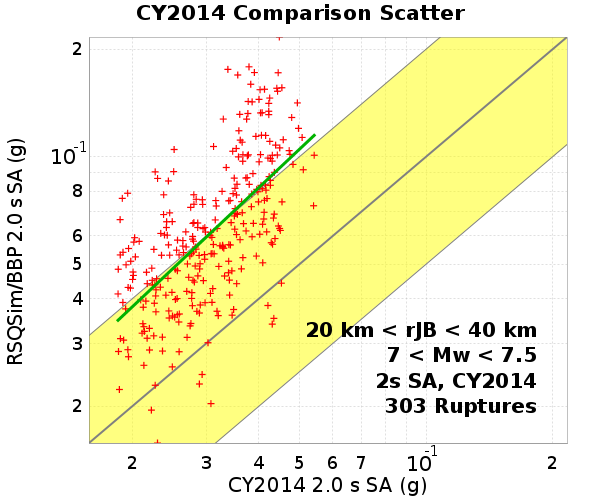 CY2014 Comparison Scatter
RSQSim/BBP 2.0 s SA (g)
2
10-1
8
6
5
4
3
2
20 km < rJB < 40 km
7 < Mw < 7.5
2s SA, CY2014
303 Ruptures
2 3 4 5 6 7 10-1 2
CY2014 2.0 s SA (g)